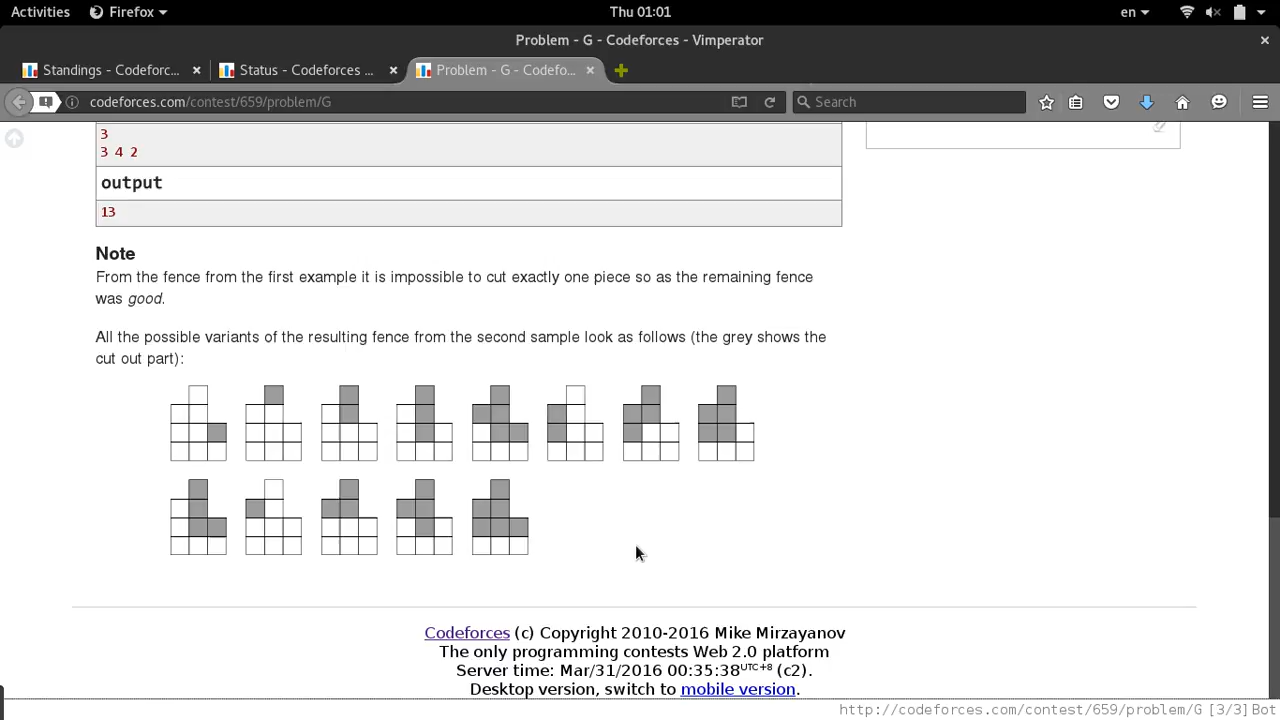 Activities Firefox Thu 01:01 en
Problem - G - Codeforces - Vimperator
Standings - Codeforc... Status - Codeforces ... Problem - G - Codefo...
codeforces.com/contest/659/problem/G Search
3
3 4 2
output
13
Note
From the fence from the first example it is impossible to cut exactly one piece so as the remaining fence
was good.
All the possible variants of the resulting fence from the second sample look as follows (the grey shows the
cut out part):
Codeforces (c) Copyright 2010-2016 Mike Mirzayanov
The only programming contests Web 2.0 platform
Server time: Mar/31/2016 00:35:38UTC+8 (c2).
Desktop version, switch to mobile version.
http://codeforces.com/contest/659/problem/G [3/3] Bot